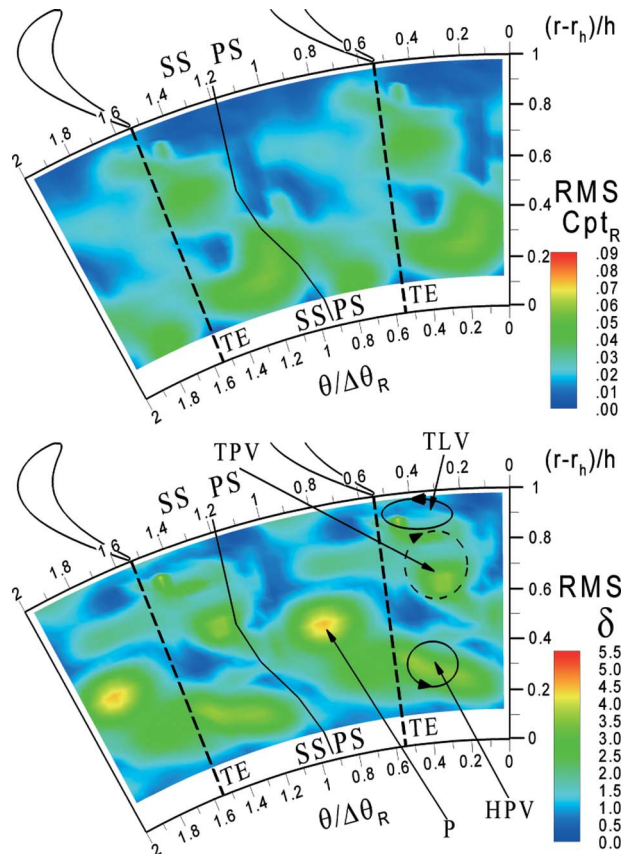 (r-r_h)/h
SS PS
2 1.8 1.6 1.4 1.2 1 0.8 0.6 0.4 0.2 0
1
0.8
0.6
0.4
0.2
0
RMS
Cpt_R
.09
.08
.07
.06
.05
.04
.03
.02
.01
.00
TE SS PS TE
2 1.8 1.6 1.4 1.2 1 0.8 0.6 0.4 0.2 0
θ/Δθ_R
TPV TLV
(r-r_h)/h
SS PS
2 1.8 1.6 1.4 1.2 1 0.8 0.6 0.4 0.2 0
1
0.8
0.6
0.4
0.2
0
RMS
δ
5.5
5.0
4.5
4.0
3.5
3.0
2.5
2.0
1.5
1.0
0.5
0.0
TE SS PS TE
2 1.8 1.6 1.4 1.2 1 0.8 0.6 0.4 0.2 0
θ/Δθ_R
P HPV